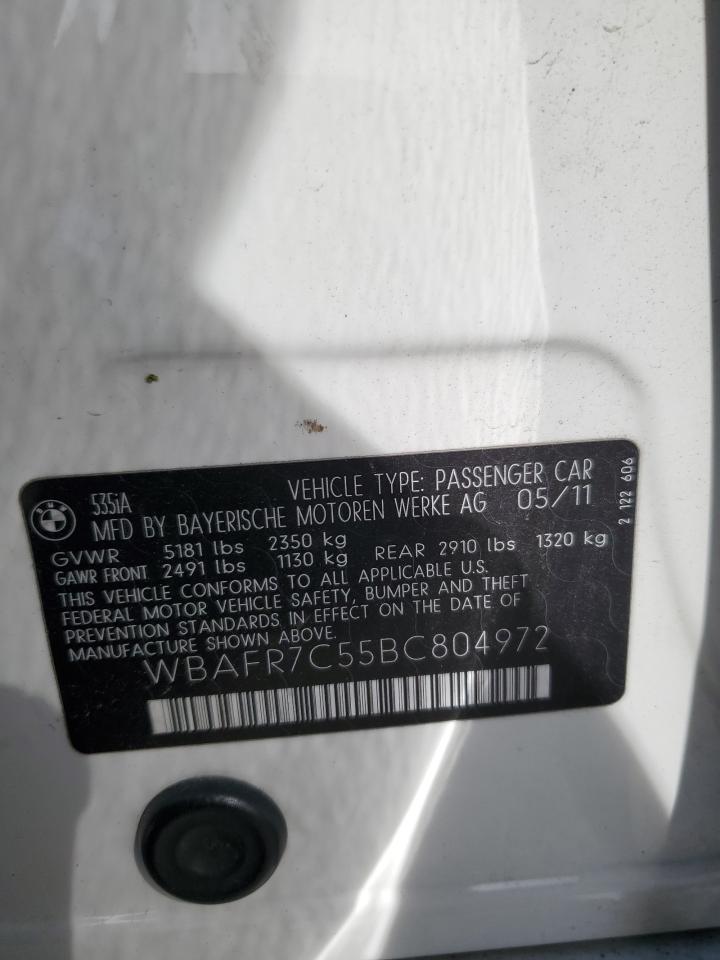 535iA VEHICLE TYPE: PASSENGER CAR
MFD BY BAYERISCHE MOTOREN WERKE AG 05/11
GVWR 5181 lbs 2350 kg
GAWR FRONT 2491 lbs 1130 kg REAR 2910 lbs 1320 kg
THIS VEHICLE CONFORMS TO ALL APPLICABLE U.S.
FEDERAL MOTOR VEHICLE SAFETY, BUMPER AND THEFT
PREVENTION STANDARDS IN EFFECT ON THE DATE OF
MANUFACTURE SHOWN ABOVE.
WBAFR7C55BC804972
2 122 606